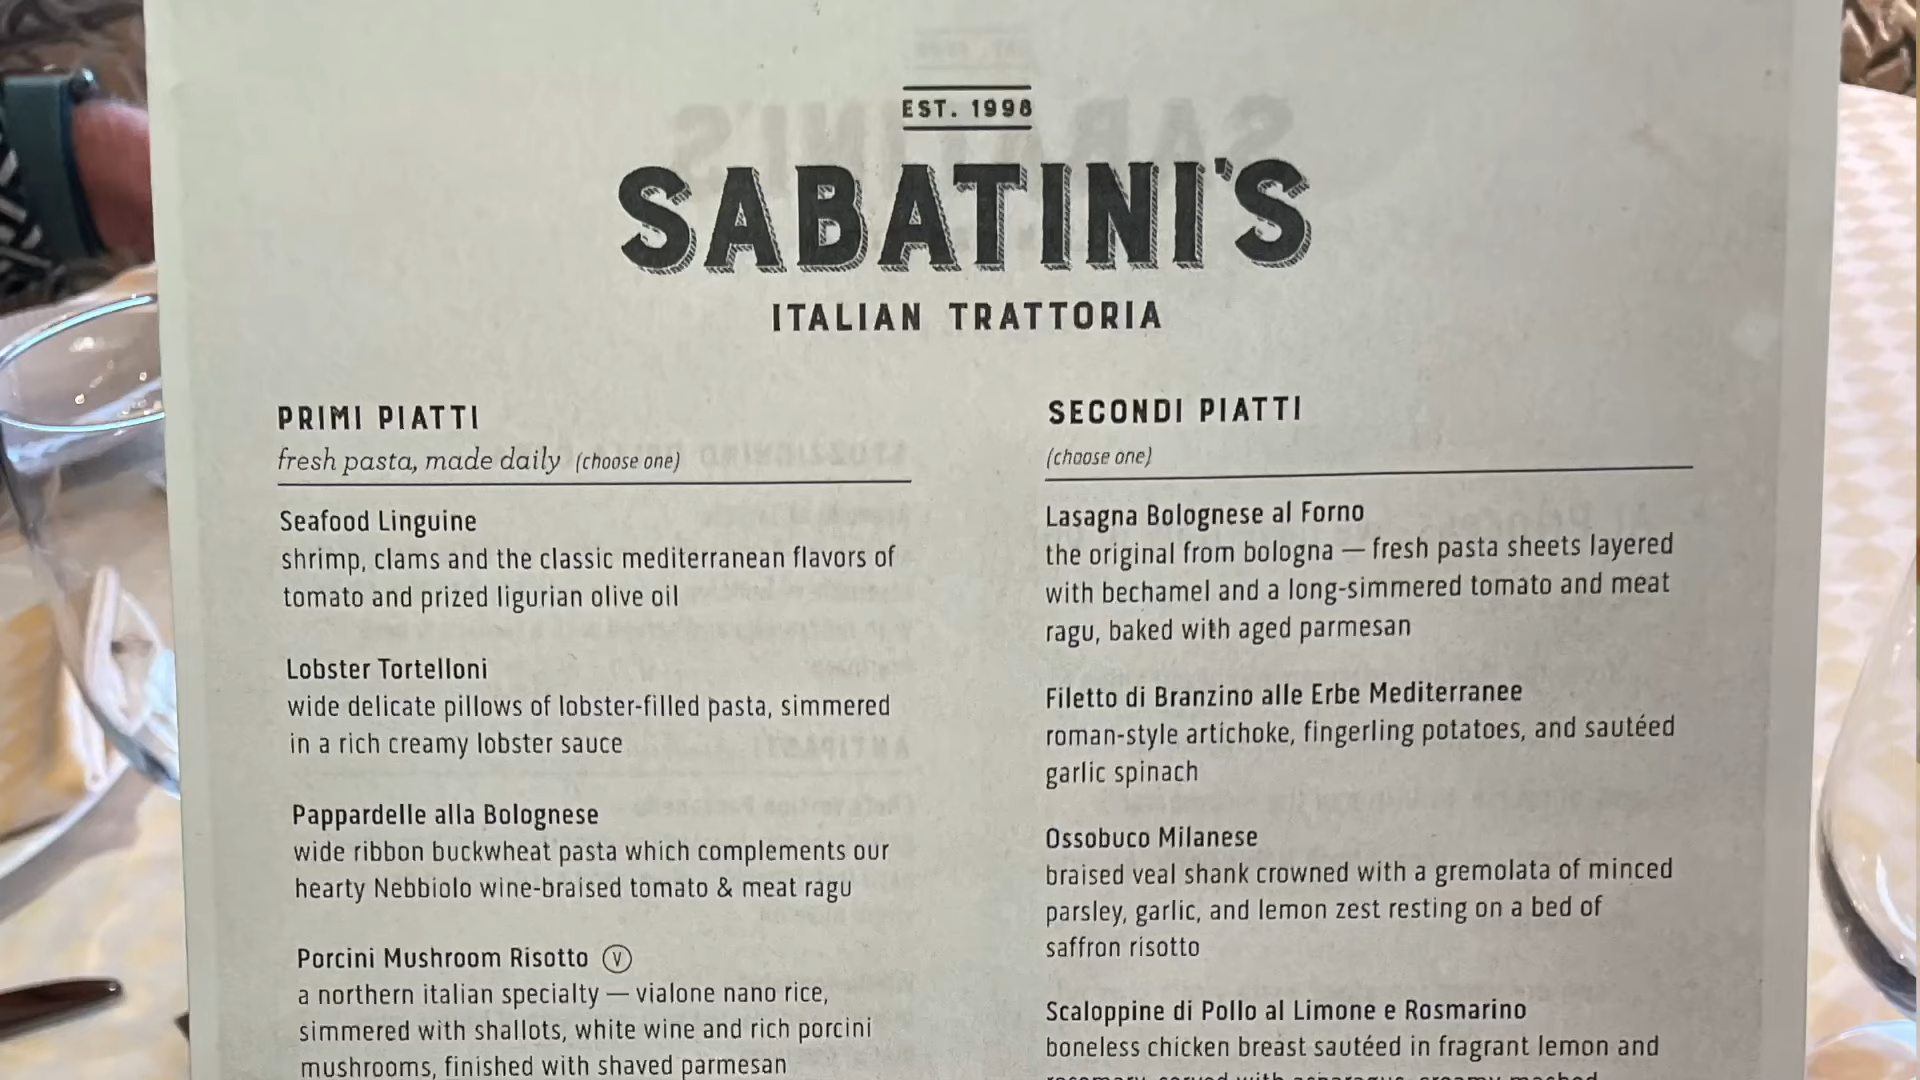 EST. 1998
SABATINI'S
ITALIAN TRATTORIA
PRIMI PIATTI
fresh pasta, made daily (choose one)
Seafood Linguine
shrimp, clams and the classic mediterranean flavors of
tomato and prized ligurian olive oil
Lobster Tortelloni
wide delicate pillows of lobster-filled pasta, simmered
in a rich creamy lobster sauce
Pappardelle alla Bolognese
wide ribbon buckwheat pasta which complements our
hearty Nebbiolo wine-braised tomato & meat ragu
Porcini Mushroom Risotto V
a northern italian specialty — vialone nano rice,
simmered with shallots, white wine and rich porcini
mushrooms, finished with shaved parmesan
SECONDI PIATTI
(choose one)
Lasagna Bolognese al Forno
the original from bologna — fresh pasta sheets layered
with bechamel and a long-simmered tomato and meat
ragu, baked with aged parmesan
Filetto di Branzino alle Erbe Mediterranee
roman-style artichoke, fingerling potatoes, and sautéed
garlic spinach
Ossobuco Milanese
braised veal shank crowned with a gremolata of minced
parsley, garlic, and lemon zest resting on a bed of
saffron risotto
Scaloppine di Pollo al Limone e Rosmarino
boneless chicken breast sautéed in fragrant lemon and
rosemary, served with asparagus, creamy mashed